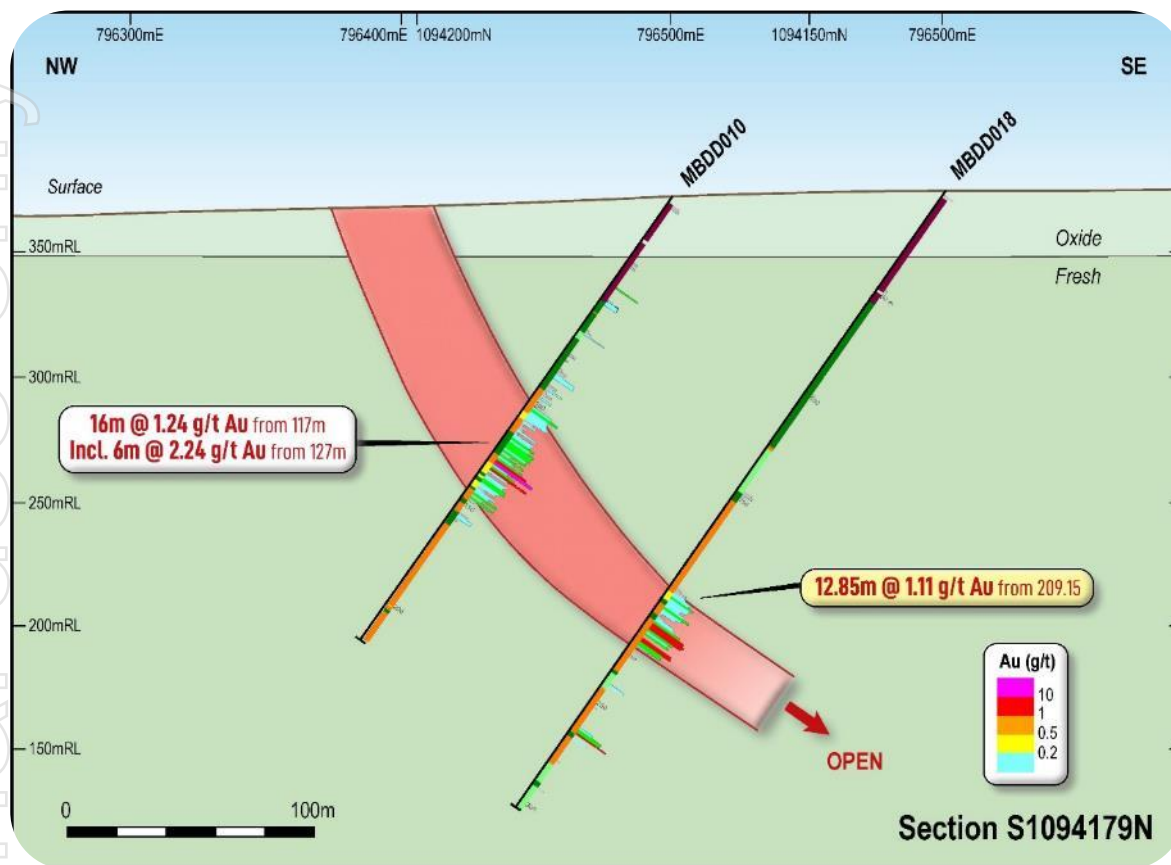 796300mE
796400mE
1094200mN
796500mE
1094150mN
796500mE
NW
SE
MBDD010
MBDD018
Surface
350mRL
Oxide
Fresh
300mRL
16m @ 1.24 g/t Au from 117m
Incl. 6m @ 2.24 g/t Au from 127m
250mRL
12.85m @ 1.11 g/t Au from 209.15
200mRL
Au (g/t)
10
1
0.5
0.2
150mRL
OPEN
0
100m
Section S1094179N